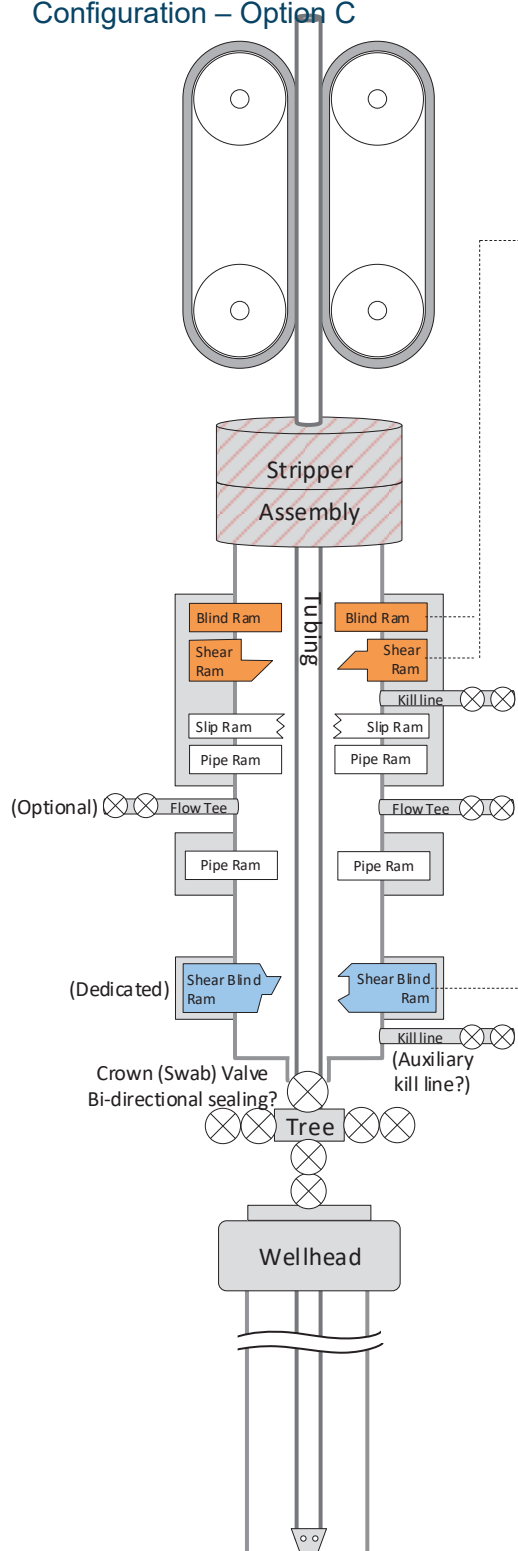 Configuration – Option C
Stripper
Assembly
Tubing
Blind Ram
Blind Ram
Shear
Ram
Shear
Ram
Kill line
Slip Ram
Slip Ram
Pipe Ram
Pipe Ram
(Optional)
Flow Tee
Flow Tee
Pipe Ram
Pipe Ram
(Dedicated)
Shear Blind
Ram
Shear Blind
Ram
Kill line
(Auxiliary
kill line?)
Crown (Swab) Valve
Bi-directional sealing?
Tree
Wellhead